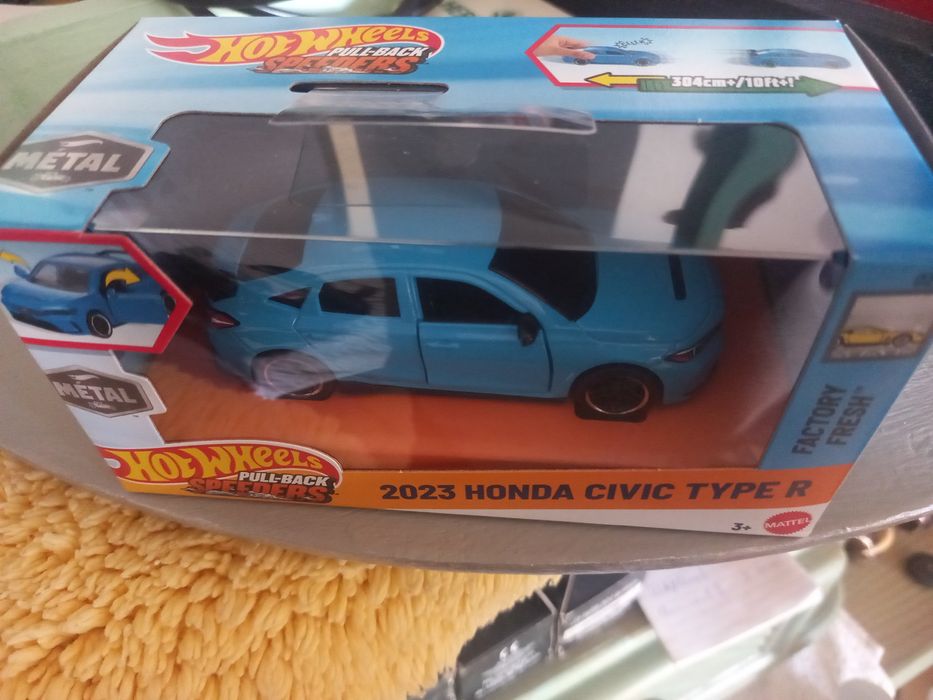 HOT WHEELS
PULL-BACK
SPEEDERS
304cm+/10ft+!
METAL
METAL
FACTORY
FRESH
HOT WHEELS
PULL-BACK
SPEEDERS
2023 HONDA CIVIC TYPE R
3+
MATTEL